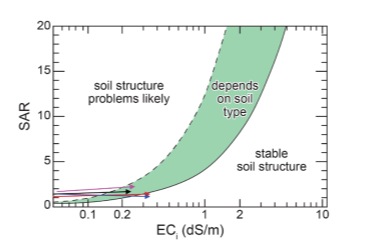 20
15
10
5
0
SAR
soil structure
problems likely
depends
on soil
type
stable
soil structure
0.1 0.2 1 2 10
ECi (dS/m)